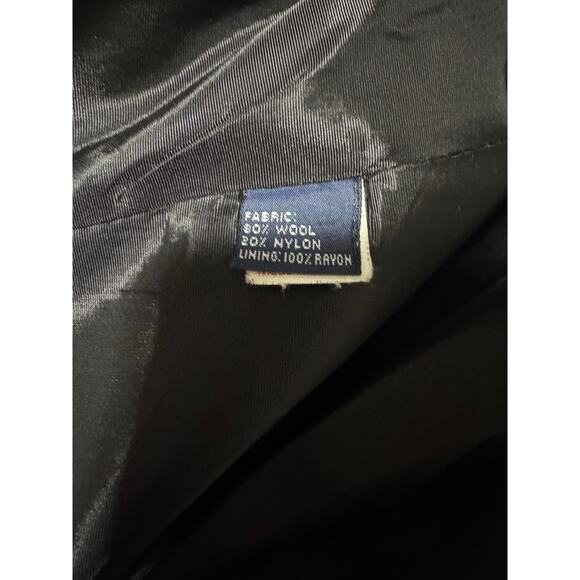 FABRIC:
80% WOOL
20% NYLON
LINING: 100% RAYON